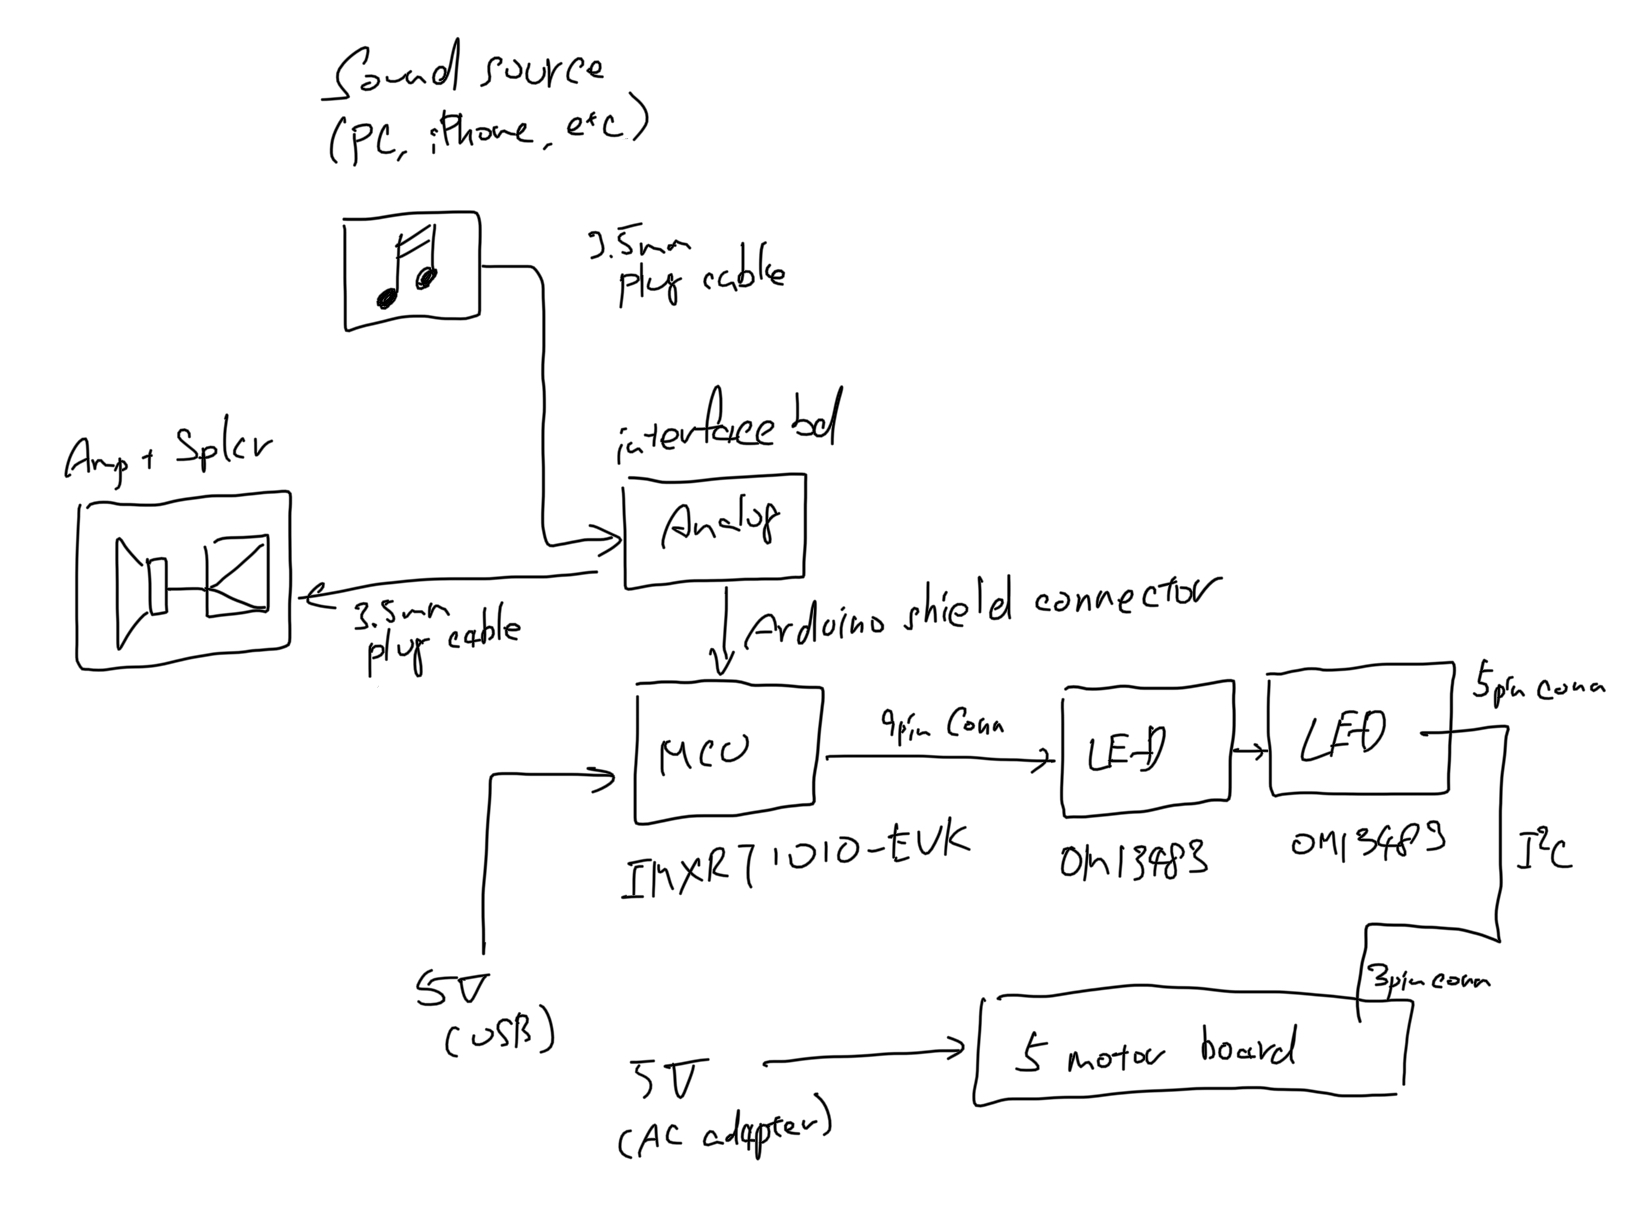 Sound source
(PC, iPhone, etc)
3.5mm
plug cable
interface bd
Analog
Amp + Spkr
3.5mm
plug cable
Arduino shield connector
MCU
IMXRT1010-EVK
9pin Conn
LED
OM13483
LED
OM13483
5pin conn
I²C
3pin conn
5V
(USB)
5V
(AC adapter)
5 motor board